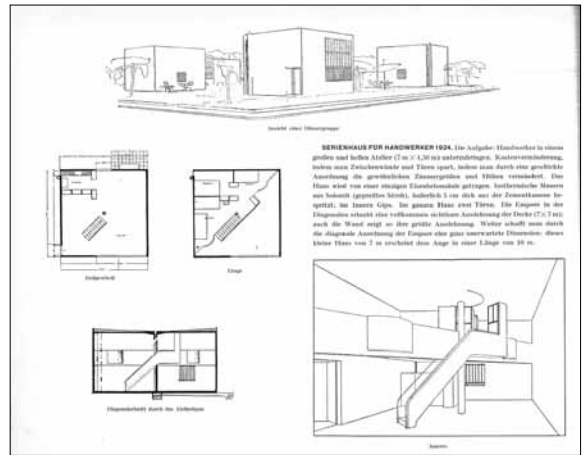 Ansicht einer Häusergruppe
SERIENHAUS FÜR HANDWERKER 1924. Die Aufgabe: Handwerker in einem
großen und hellen Atelier (7 m × 4,50 m) unterzubringen. Kostenverminderung,
indem man Zwischenwände und Türen spart, indem man durch eine geschickte
Anordnung die gewöhnlichen Zimmergrößen und Höhen vermindert. Das
Haus wird von einer einzigen Eisenbetonsäule getragen. Isothermische Mauern
aus Solomit (gepreßtes Stroh), äußerlich 5 cm dick aus der Zementkanone be-
spritzt; im Innern Gips. Im ganzen Haus zwei Türen. Die Empore in der
Diagonalen erlaubt eine vollkommen sichtbare Ausdehnung der Decke (7 × 7 m);
auch die Wand zeigt so ihre größte Ausdehnung. Weiter schafft man durch
die diagonale Anordnung der Empore eine ganz unerwartete Dimension: dieses
kleine Haus von 7 m erscheint dem Auge in einer Länge von 10 m.
Erdgeschoß
Etage
Diagonalschnitt durch das
Inneres